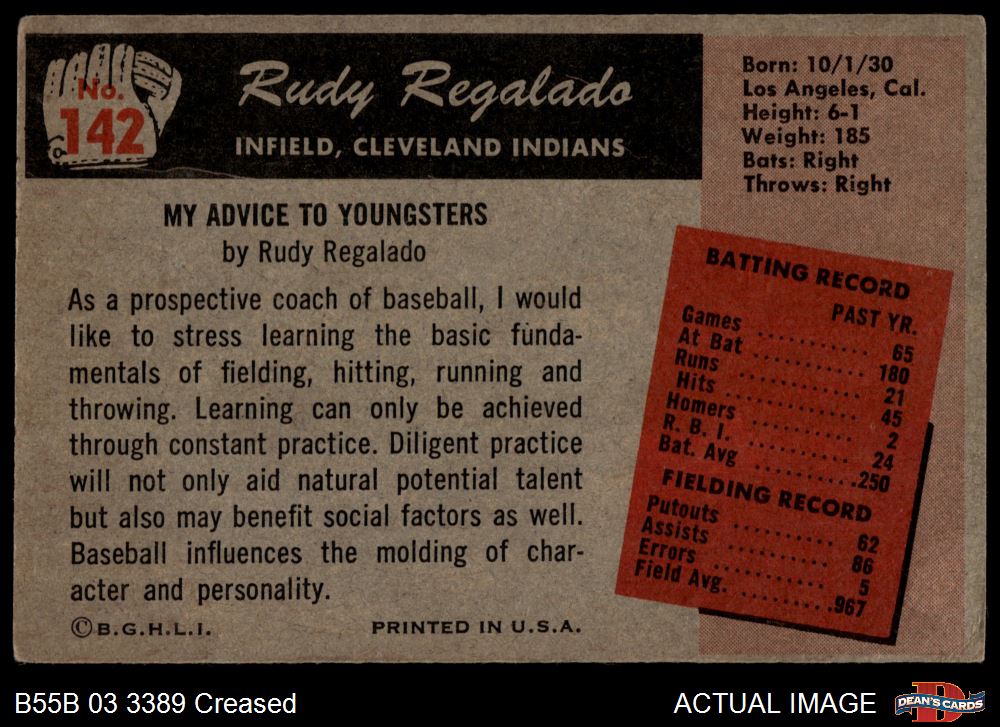 No.
142
Rudy Regalado
INFIELD, CLEVELAND INDIANS
Born: 10/1/30
Los Angeles, Cal.
Height: 6-1
Weight: 185
Bats: Right
Throws: Right
MY ADVICE TO YOUNGSTERS
by Rudy Regalado
As a prospective coach of baseball, I would
like to stress learning the basic funda-
mentals of fielding, hitting, running and
throwing. Learning can only be achieved
through constant practice. Diligent practice
will not only aid natural potential talent
but also may benefit social factors as well.
Baseball influences the molding of char-
acter and personality.
©B.G.H.L.I. PRINTED IN U.S.A.
BATTING RECORD
PAST YR.
Games .......... 65
At Bat .......... 180
Runs .......... 21
Hits .......... 45
Homers .......... 2
R. B. I. .......... 24
Bat. Avg .......... .250
FIELDING RECORD
Putouts .......... 62
Assists .......... 86
Errors .......... 5
Field Avg. .......... .967
B55B 03 3389 Creased
ACTUAL IMAGE
D
DEAN'S CARDS